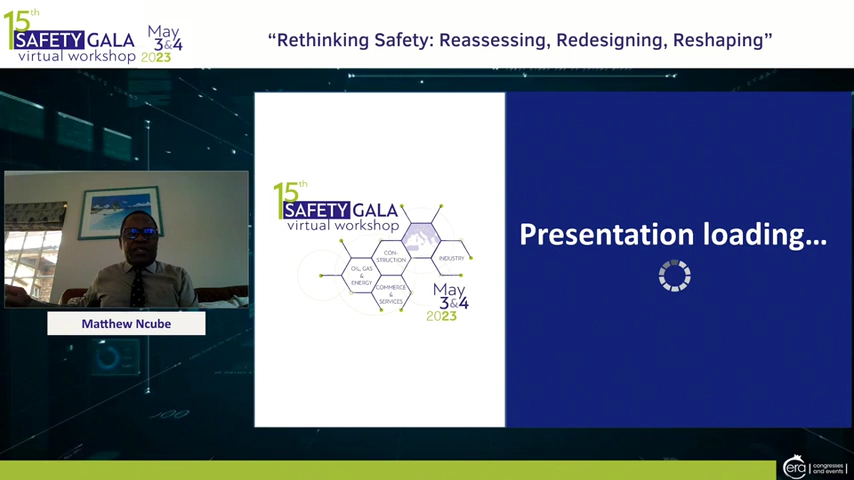 15th
SAFETY GALA
virtual workshop
May
3&4
2023
“Rethinking Safety: Reassessing, Redesigning, Reshaping”
Matthew Ncube
15th
SAFETY GALA
virtual workshop
CON-
STRUCTION
INDUSTRY
OIL, GAS
&
ENERGY
COMMERCE
&
SERVICES
May
3&4
2023
Presentation loading...
era
congresses
and events